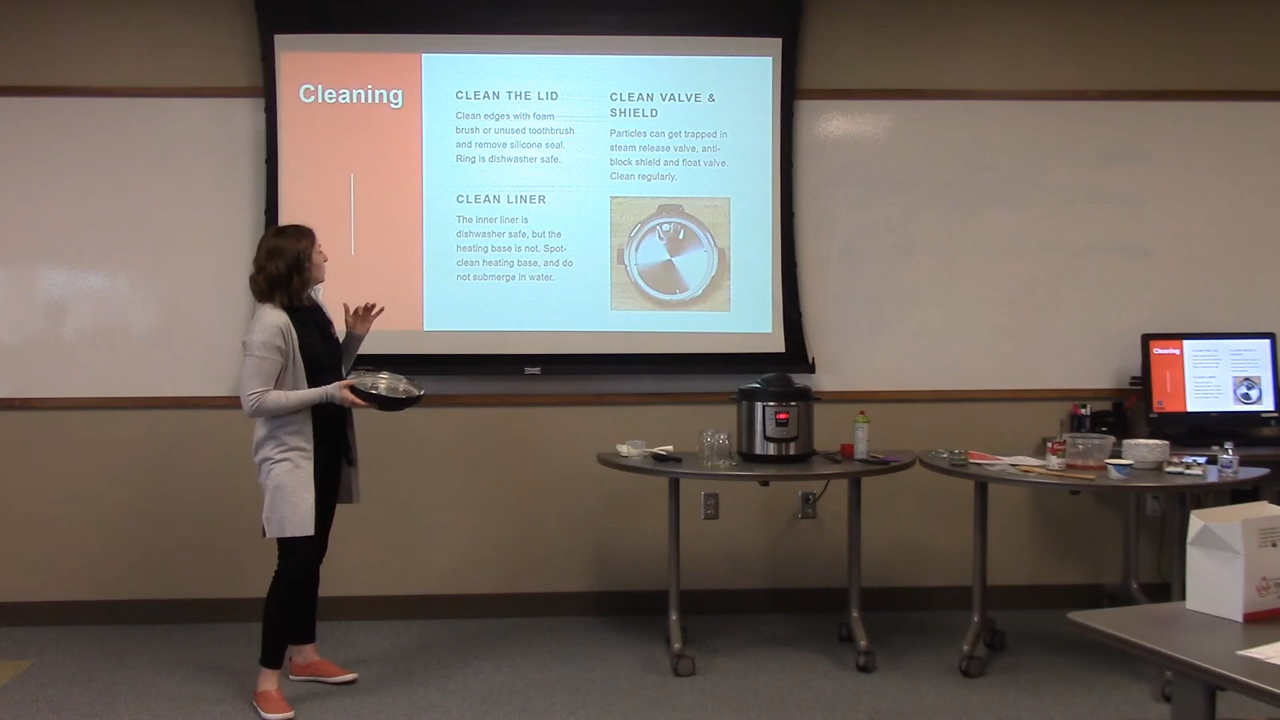 Cleaning
CLEAN THE LID
Clean edges with foam
brush or unused toothbrush
and remove silicone seal.
Ring is dishwasher safe.
CLEAN LINER
The inner liner is
dishwasher safe, but the
heating base is not. Spot-
clean heating base, and do
not submerge in water.
CLEAN VALVE &
SHIELD
Particles can get trapped in
steam release valve, anti-
block shield and float valve.
Clean regularly.
Cleaning